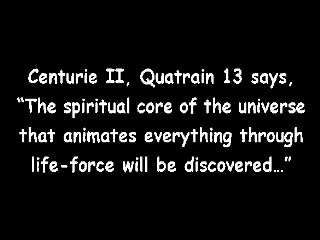 Centurie II, Quatrain 13 says,
“The spiritual core of the universe
that animates everything through
life-force will be discovered...”